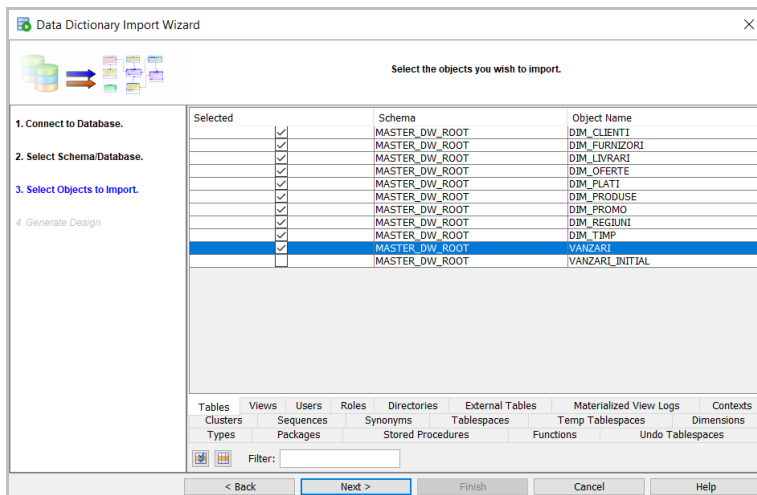 Data Dictionary Import Wizard
Select the objects you wish to import.
1. Connect to Database.
2. Select Schema/Database.
3. Select Objects to Import.
4. Generate Design.
Selected Schema Object Name
MASTER_DW_ROOT DIM_CLIENTI
MASTER_DW_ROOT DIM_FURNIZORI
MASTER_DW_ROOT DIM_LIVRARI
MASTER_DW_ROOT DIM_OFERTE
MASTER_DW_ROOT DIM_PLATI
MASTER_DW_ROOT DIM_PRODUSE
MASTER_DW_ROOT DIM_PROMO
MASTER_DW_ROOT DIM_REGIUNI
MASTER_DW_ROOT DIM_TIMP
MASTER_DW_ROOT VANZARI
MASTER_DW_ROOT VANZARI_INITIAL
Tables Views Users Roles Directories External Tables Materialized View Logs Contexts
Clusters Sequences Synonyms Tablespaces Temp Tablespaces Dimensions
Types Packages Stored Procedures Functions Undo Tablespaces
Filter:
< Back Next > Finish Cancel Help